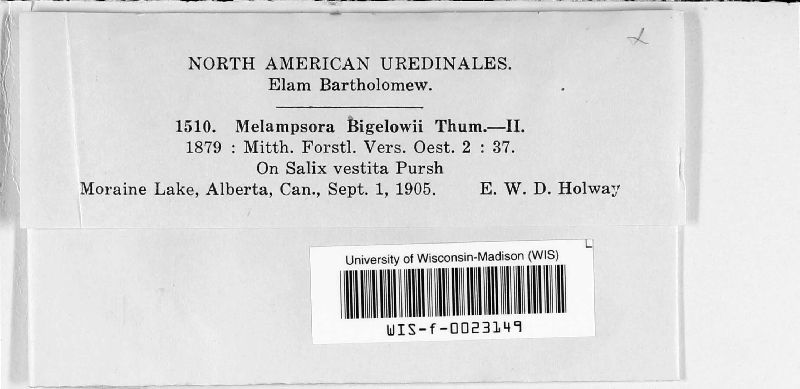 NORTH AMERICAN UREDINALES.
Elam Bartholomew.
1510. Melampsora Bigelowii Thum.—II.
1879 : Mitth. Forstl. Vers. Oest. 2 : 37.
On Salix vestita Pursh
Moraine Lake, Alberta, Can., Sept. 1, 1905. E. W. D. Holway
University of Wisconsin-Madison (WIS)
WIS-f-0023149